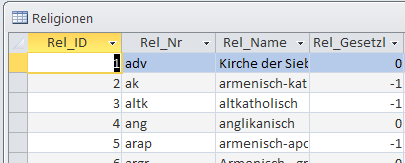 Religionen
Rel_ID Rel_Nr Rel_Name Rel_Gesetzl
1 adv Kirche der Sieb 0
2 ak armenisch-kat -1
3 altk altkatholisch -1
4 ang anglikanisch 0
5 arap armenisch-apo -1